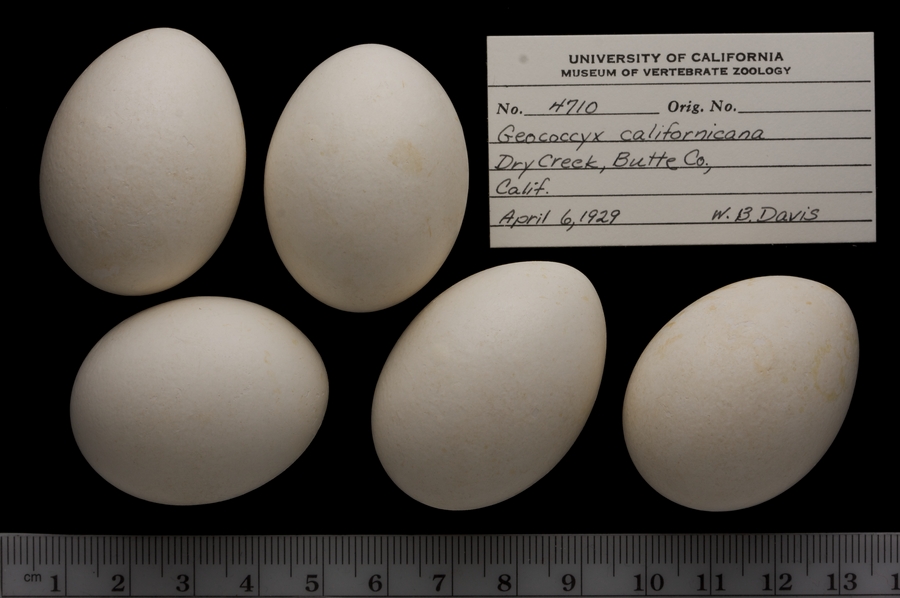 UNIVERSITY OF CALIFORNIA
MUSEUM OF VERTEBRATE ZOOLOGY
No. 4710 Orig. No.
Geococcyx californicana
Dry Creek, Butte Co.,
Calif.
April 6, 1929 W. B. Davis
cm 1 2 3 4 5 6 7 8 9 10 11 12 13